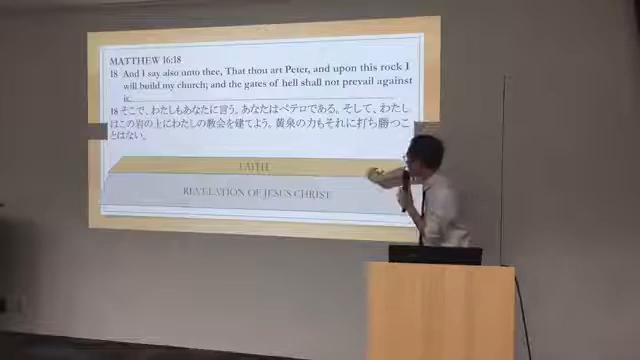 MATTHEW 16:18
18 And I say also unto thee, That thou art Peter, and upon this rock I
will build my church; and the gates of hell shall not prevail against
it.
18 そこで、わたしもあなたに言う。あなたはペテロである。そして、わたし
はこの岩の上にわたしの教会を建てよう。黄泉の力もそれに打ち勝つこ
とはない。
FAITH
REVELATION OF JESUS CHRIST